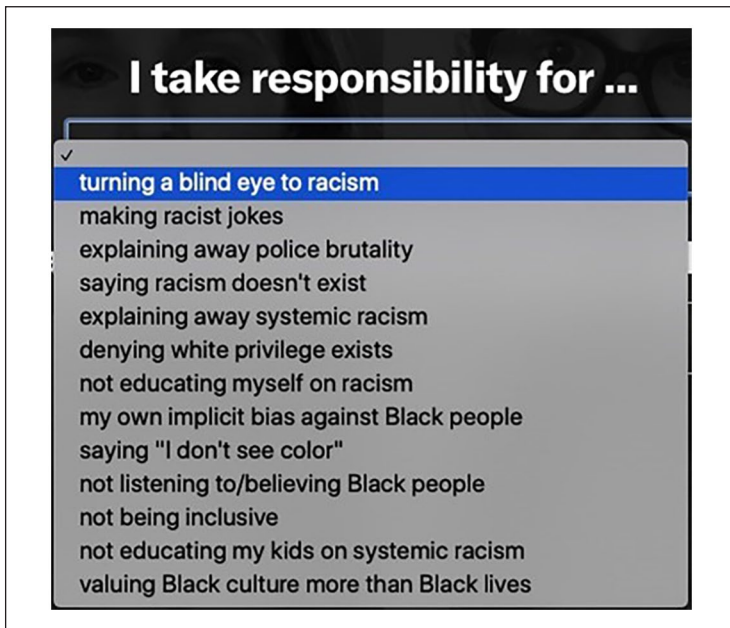 I take responsibility for ...
turning a blind eye to racism
making racist jokes
explaining away police brutality
saying racism doesn't exist
explaining away systemic racism
denying white privilege exists
not educating myself on racism
my own implicit bias against Black people
saying "I don't see color"
not listening to/believing Black people
not being inclusive
not educating my kids on systemic racism
valuing Black culture more than Black lives